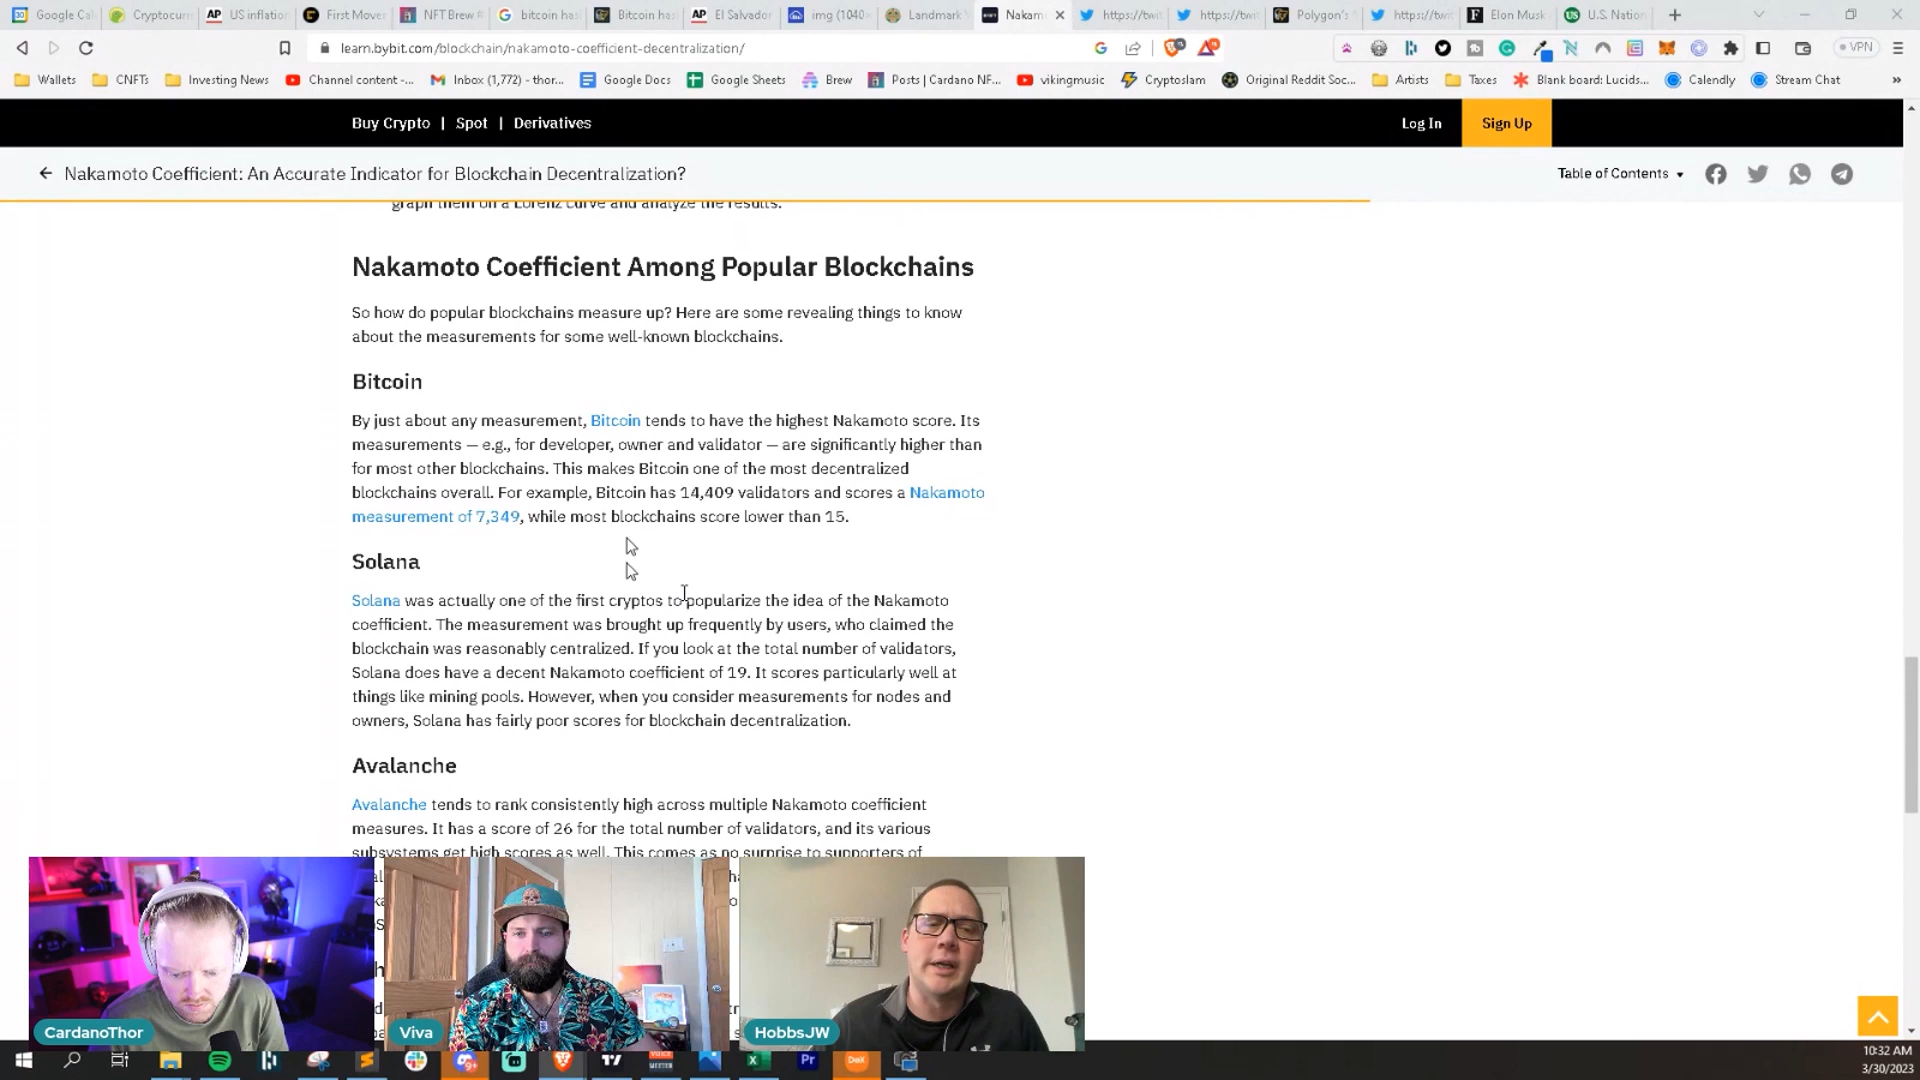 Google Cal
Cryptocurr
US inflation
First Mover
NFT Brew #
bitcoin has
Bitcoin has
El Salvador
img (1040×
Landmark
Nakam
https://twi
https://twi
Polygon's
https://twi
Elon Musk
U.S. Nation
learn.bybit.com/blockchain/nakamoto-coefficient-decentralization/
VPN
Wallets
CNFTs
Investing News
Channel content -...
Inbox (1,772) – thor...
Google Docs
Google Sheets
Brew
Posts | Cardano NF...
vikingmusic
Cryptoslam
Original Reddit Soc...
Artists
Taxes
Blank board: Lucids...
Calendly
Stream Chat
Buy Crypto | Spot | Derivatives
Log In
Sign Up
Nakamoto Coefficient: An Accurate Indicator for Blockchain Decentralization?
Table of Contents
graph them on a Lorenz curve and analyze the results.
Nakamoto Coefficient Among Popular Blockchains
So how do popular blockchains measure up? Here are some revealing things to know
about the measurements for some well-known blockchains.
Bitcoin
By just about any measurement, Bitcoin tends to have the highest Nakamoto score. Its
measurements — e.g., for developer, owner and validator — are significantly higher than
for most other blockchains. This makes Bitcoin one of the most decentralized
blockchains overall. For example, Bitcoin has 14,409 validators and scores a Nakamoto
measurement of 7,349, while most blockchains score lower than 15.
Solana
Solana was actually one of the first cryptos to popularize the idea of the Nakamoto
coefficient. The measurement was brought up frequently by users, who claimed the
blockchain was reasonably centralized. If you look at the total number of validators,
Solana does have a decent Nakamoto coefficient of 19. It scores particularly well at
things like mining pools. However, when you consider measurements for nodes and
owners, Solana has fairly poor scores for blockchain decentralization.
Avalanche
Avalanche tends to rank consistently high across multiple Nakamoto coefficient
measures. It has a score of 26 for the total number of validators, and its various
subsystems get high scores as well. This comes as no surprise to supporters of
CardanoThor
Viva
HobbsJW
10:32 AM
3/30/2023